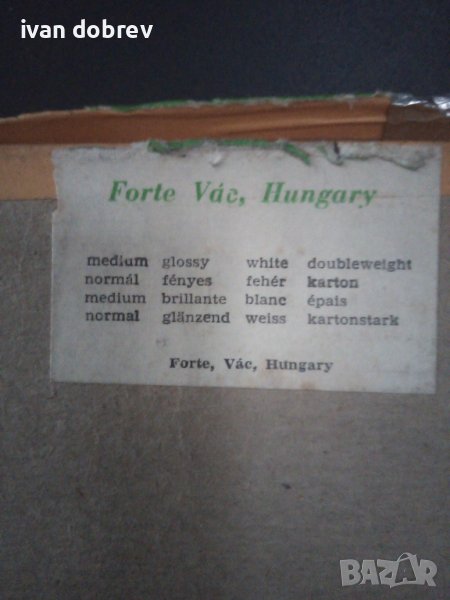 ivan dobrev
Forte Vác, Hungary
medium glossy white doubleweight
normál fényes fehér karton
medium brillante blanc épais
normal glänzend weiss kartonstark
Forte, Vác, Hungary
BAZAR